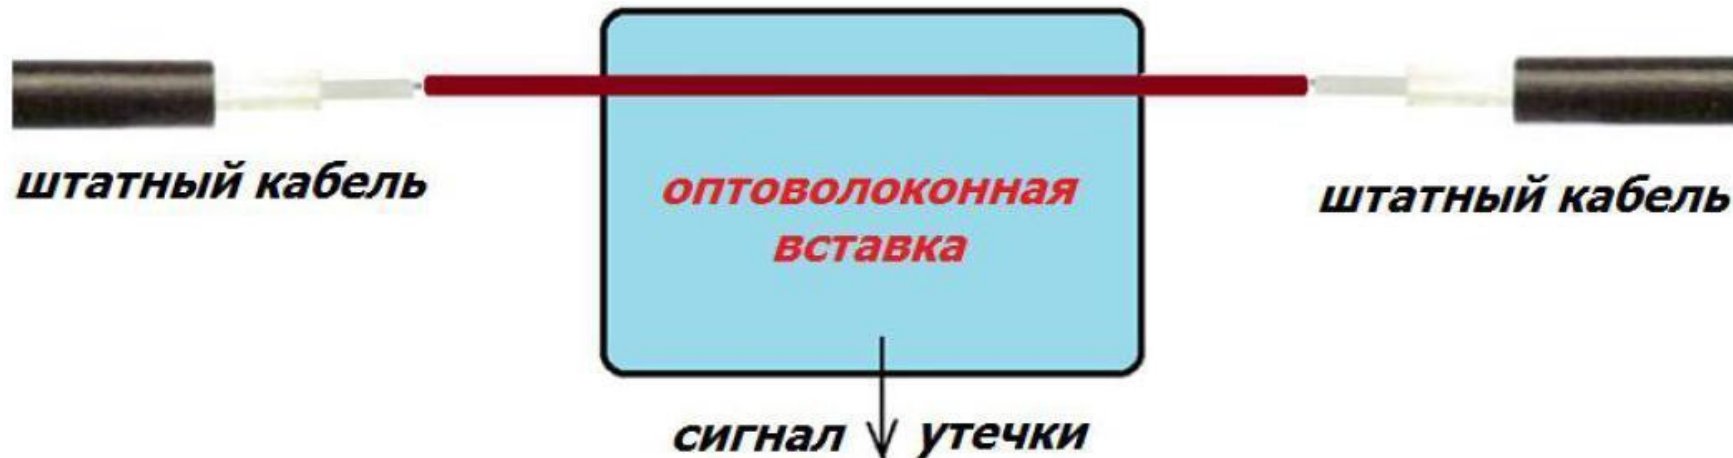 штатный кабель
штатный кабель
оптоволоконная
вставка
сигнал утечки